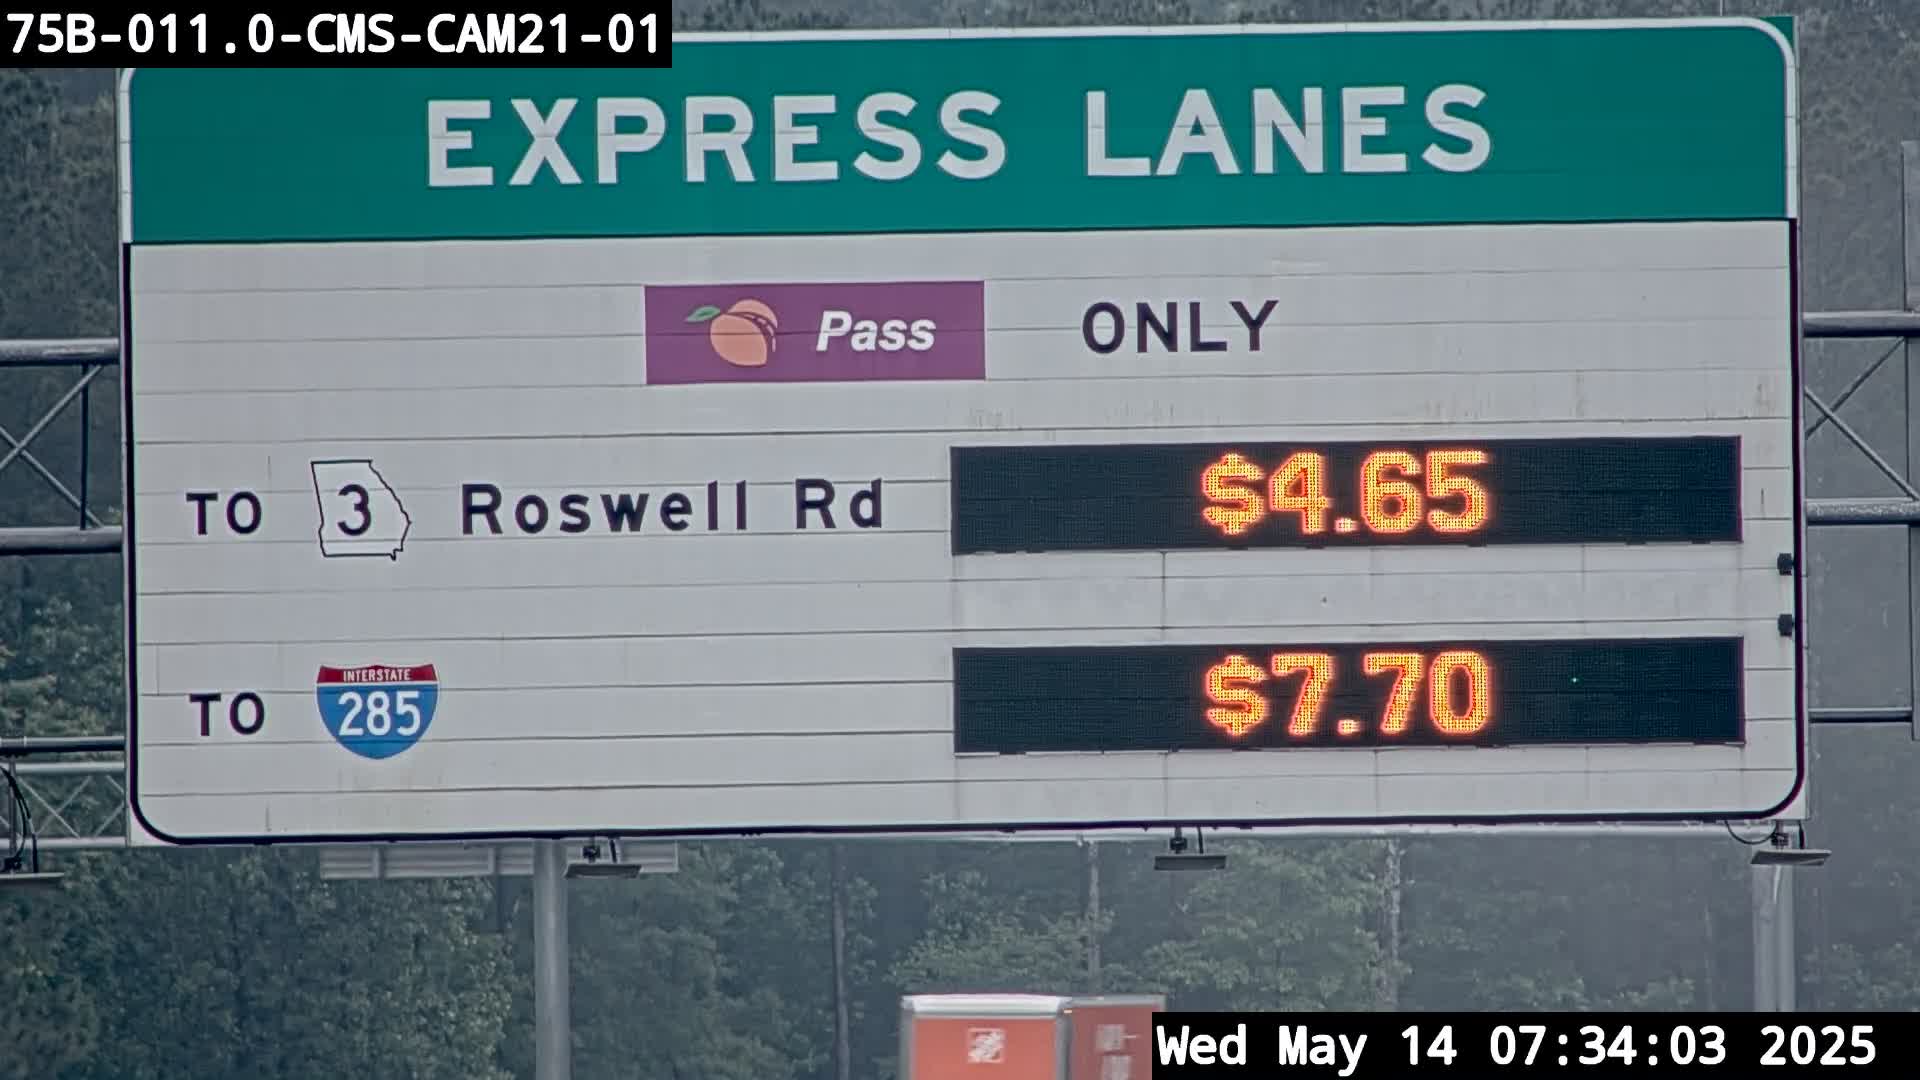 75B-011.0-CMS-CAM21-01
EXPRESS LANES
Pass ONLY
TO 3 Roswell Rd $4.65
INTERSTATE
TO 285 $7.70
Wed May 14 07:34:03 2025